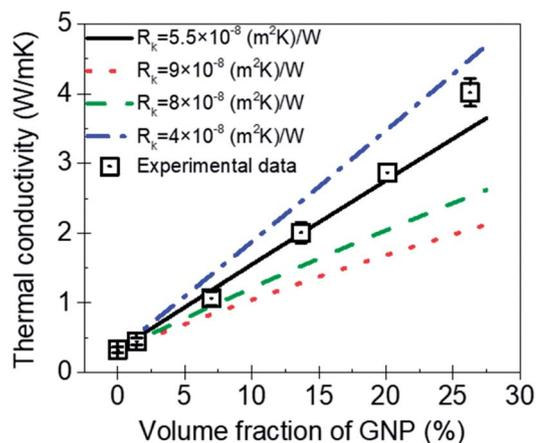 5
4
3
2
1
0
Thermal conductivity (W/mK)
Rₖ=5.5×10⁻⁸ (m²K)/W
Rₖ=9×10⁻⁸ (m²K)/W
Rₖ=8×10⁻⁸ (m²K)/W
Rₖ=4×10⁻⁸ (m²K)/W
Experimental data
0 5 10 15 20 25 30
Volume fraction of GNP (%)